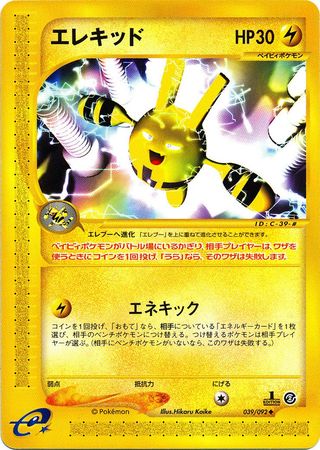 エレキッド
HP30
ベイビィポケモン
ID:C-39-#
エレブーへ進化 「エレブー」を上に重ねて進化させることができます。
ベイビィポケモンがバトル場にいるかぎり、相手プレイヤーは、ワザを
使うときにコインを1回投げ、「うら」なら、そのワザは失敗します。
エネキック
コインを1回投げ、「おもて」なら、相手についている「エネルギーカード」を1枚
選び、相手のベンチポケモンにつけ替える。つけ替えるポケモンは相手プレイヤ
ーが選ぶ。(相手にベンチポケモンがいないなら、このワザは失敗する。)
弱点 抵抗力 にげる
© Pokémon Illus.Hikaru Koike
1 EDITION
039/092 ◆
e